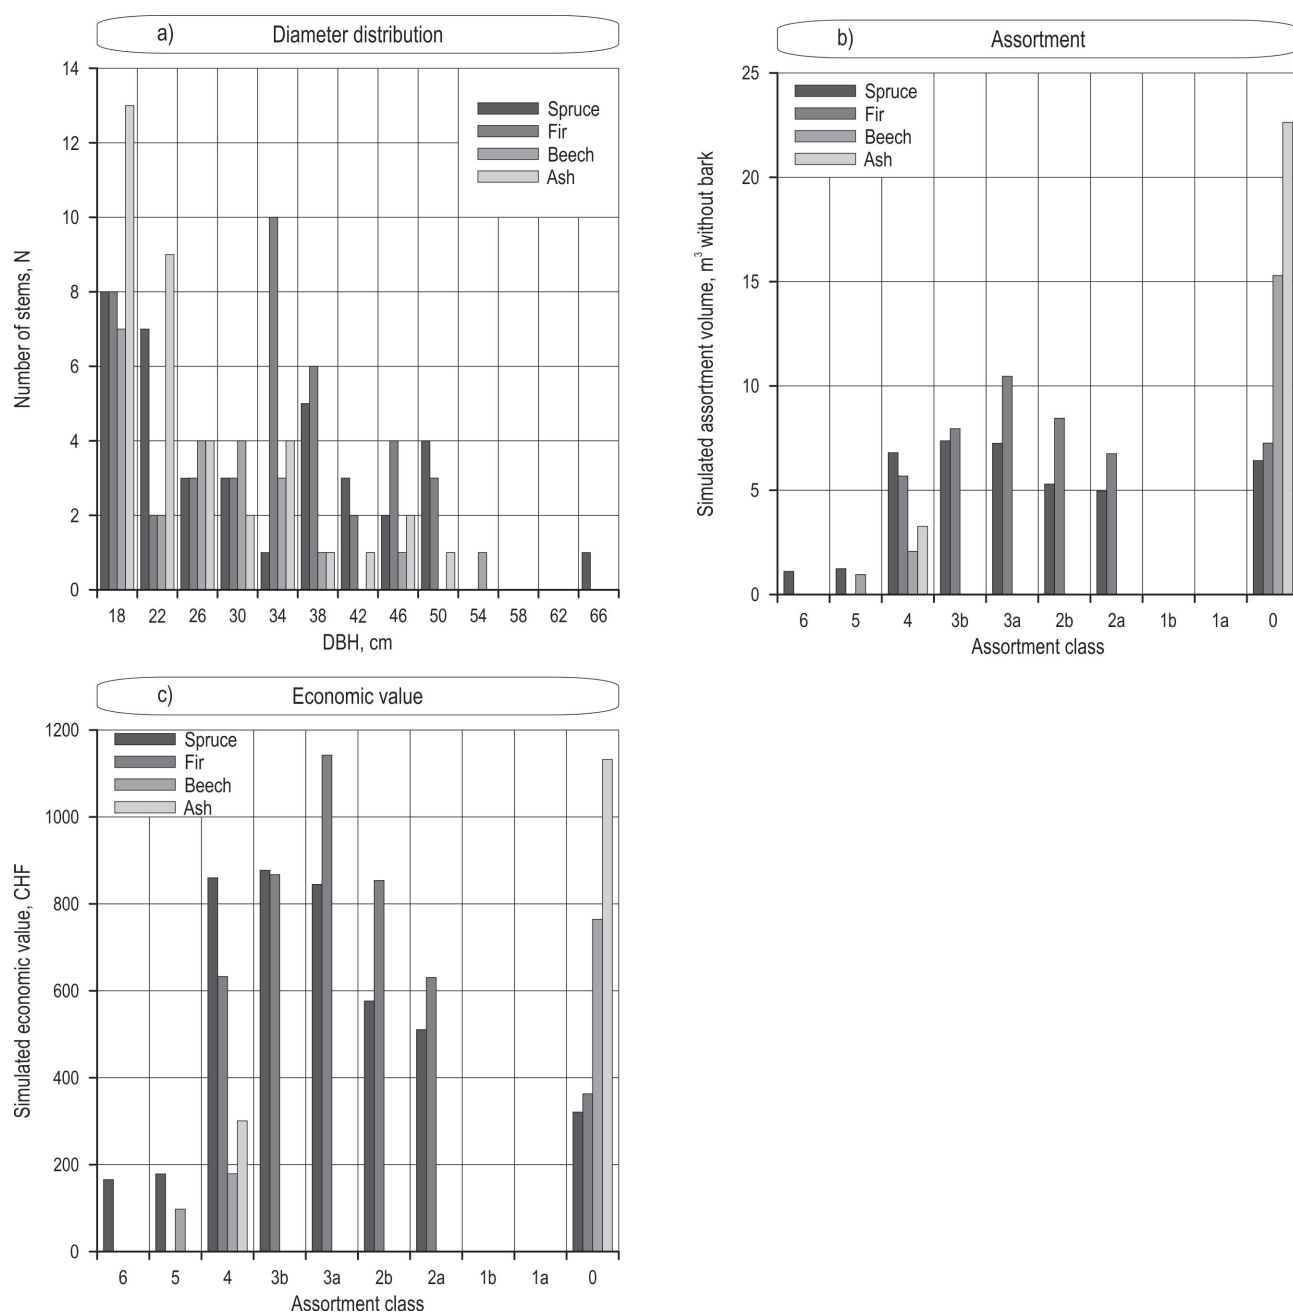 a) Diameter distribution
14
12
10
8
6
4
2
0
Number of stems, N
Spruce
Fir
Beech
Ash
18 22 26 30 34 38 42 46 50 54 58 62 66
DBH, cm
b) Assortment
25
20
15
10
5
0
Simulated assortment volume, m³ without bark
Spruce
Fir
Beech
Ash
6 5 4 3b 3a 2b 2a 1b 1a 0
Assortment class
c) Economic value
1200
1000
800
600
400
200
0
Simulated economic value, CHF
Spruce
Fir
Beech
Ash
6 5 4 3b 3a 2b 2a 1b 1a 0
Assortment class